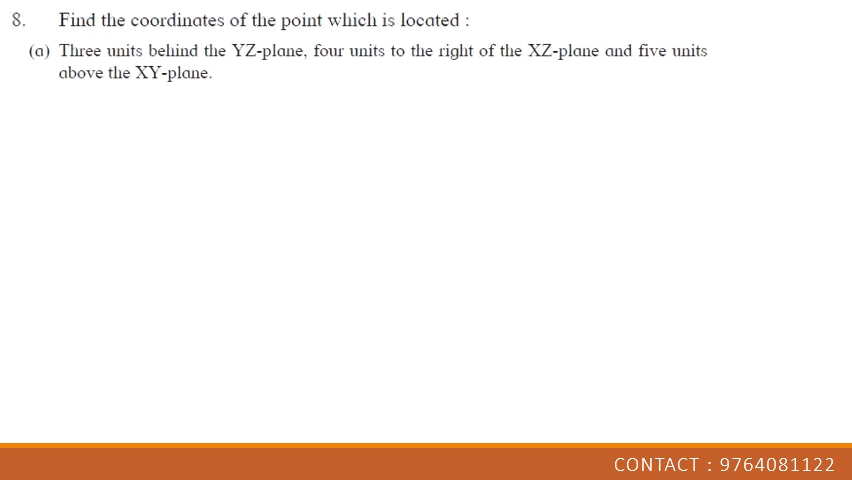 8. Find the coordinates of the point which is located :
(a) Three units behind the YZ-plane, four units to the right of the XZ-plane and five units
above the XY-plane.
CONTACT : 9764081122